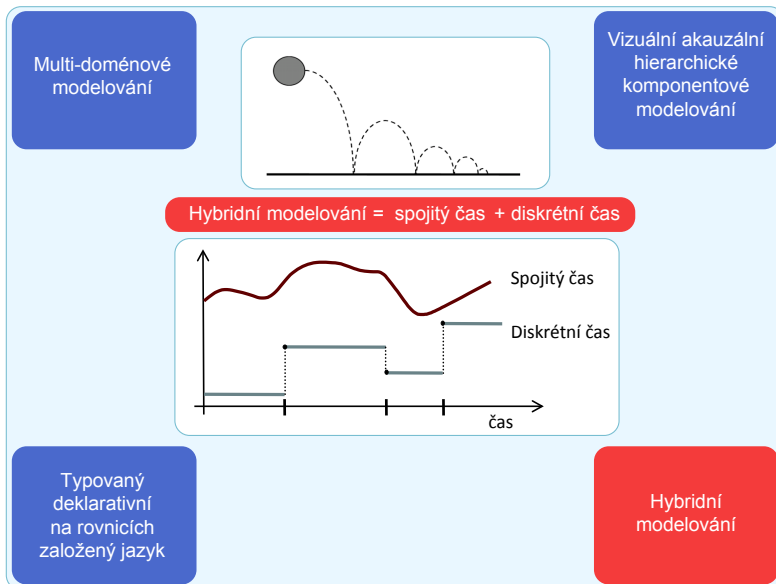 Multi-doménové
modelování
Vizuální akauzální
hierarchické
komponentové
modelování
Hybridní modelování = spojitý čas + diskrétní čas
Spojitý čas
Diskrétní čas
čas
Typovaný
deklarativní
na rovnicích
založený jazyk
Hybridní
modelování